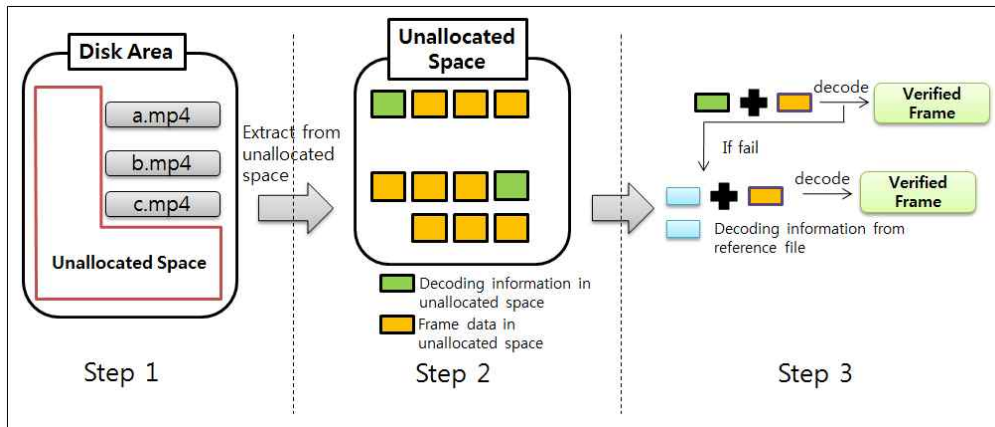 Disk Area
a.mp4
b.mp4
c.mp4
Unallocated Space
Step 1
Extract from
unallocated
space
Unallocated
Space
Decoding information in
unallocated space
Frame data in
unallocated space
Step 2
decode
Verified
Frame
If fail
decode
Verified
Frame
Decoding information from
reference file
Step 3